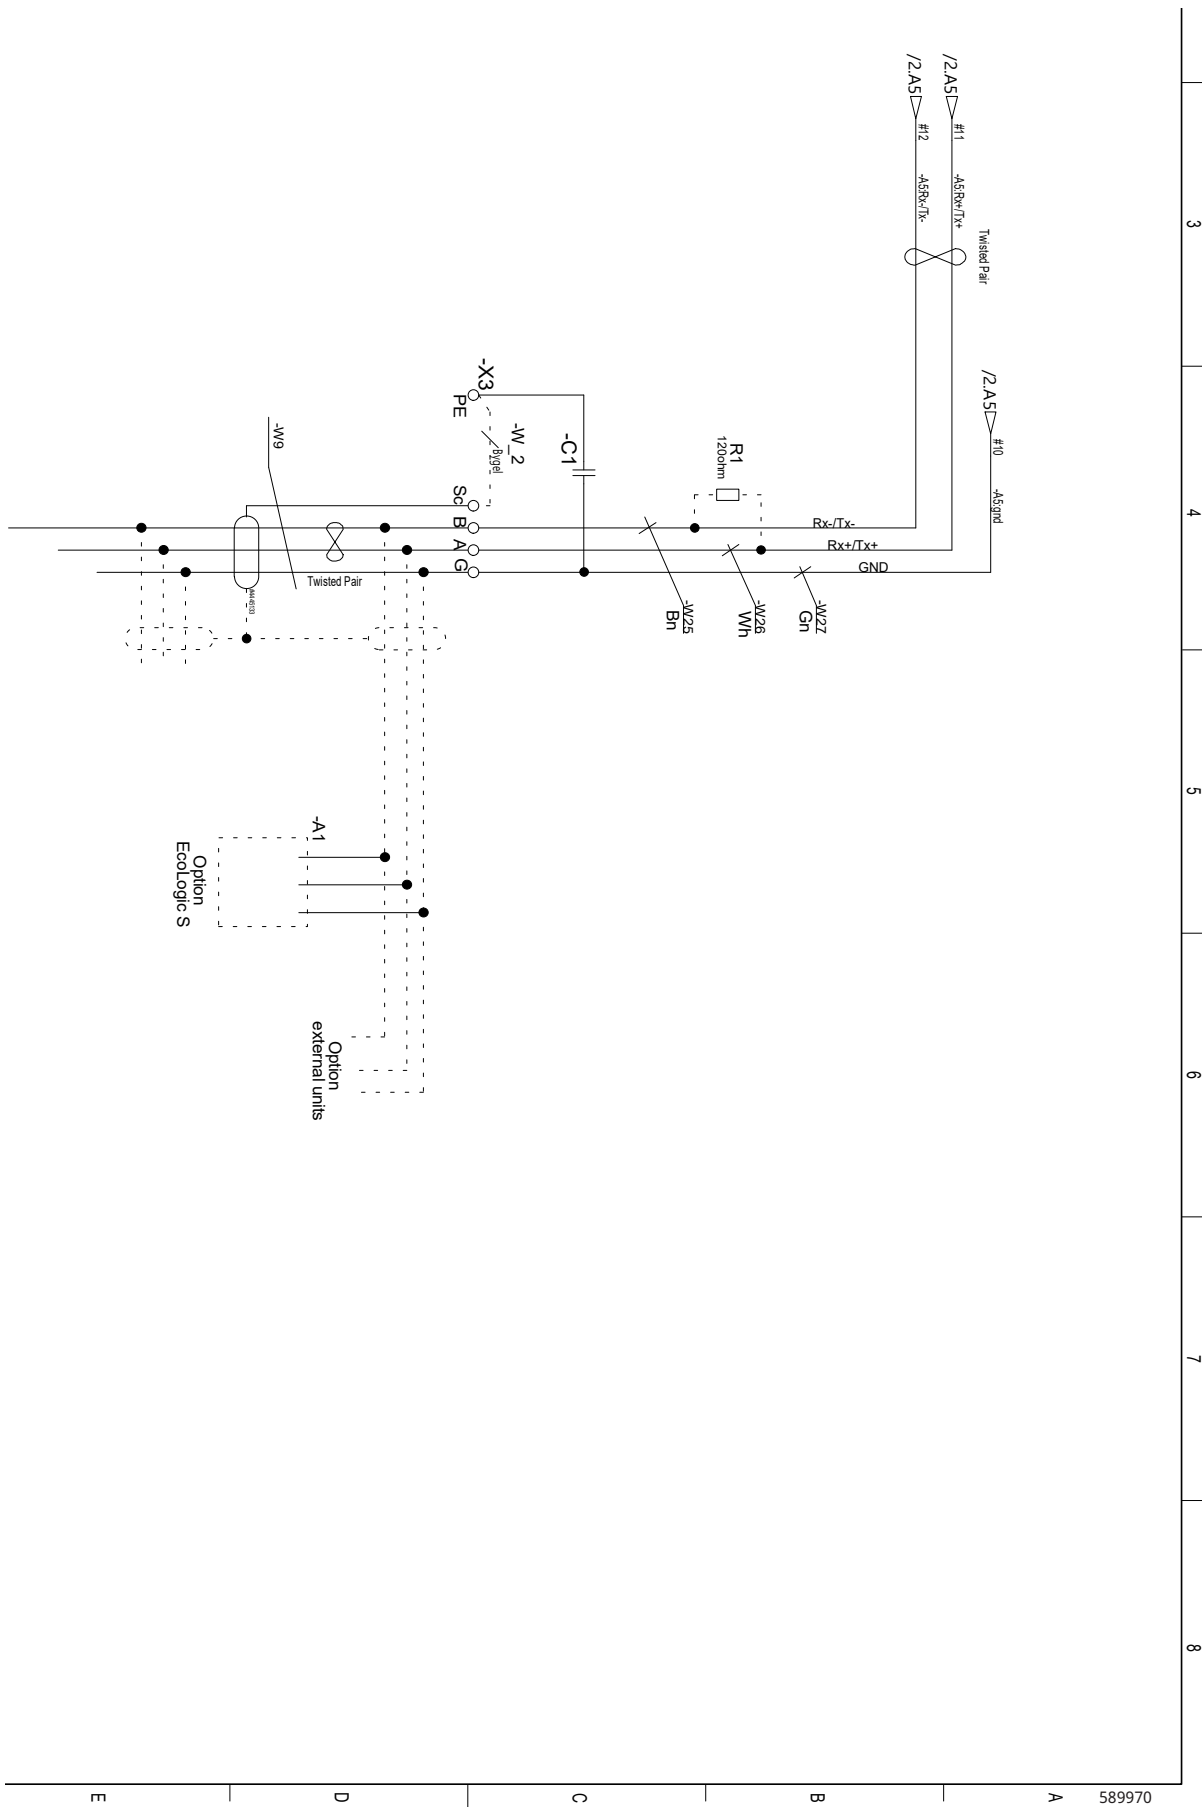 /2.A5
/2.A5
#12
#11
-A5:Rx-/Tx-
-A5:Rx+/Tx+
Twisted Pair
3
/2.A5
#10
-A5:gnd
-X3
PE
-W_2
Bygel
-C1
R1
120ohm
-W9
Sc
B
A
G
Rx-/Tx-
Rx+/Tx+
GND
4
Twisted Pair
-W25
Bn
-W26
Wh
-W27
Gn
5
-A1
Option
EcoLogic S
Option
external units
6
7
8
E
D
C
B
A
589970